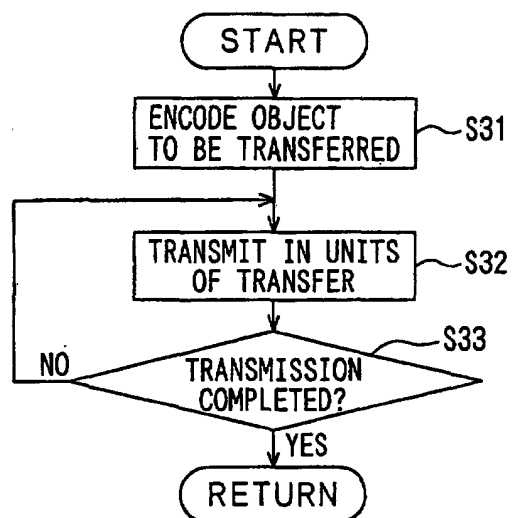 START
ENCODE OBJECT
TO BE TRANSFERRED
S31
TRANSMIT IN UNITS
OF TRANSFER
S32
S33
NO
TRANSMISSION
COMPLETED?
YES
RETURN